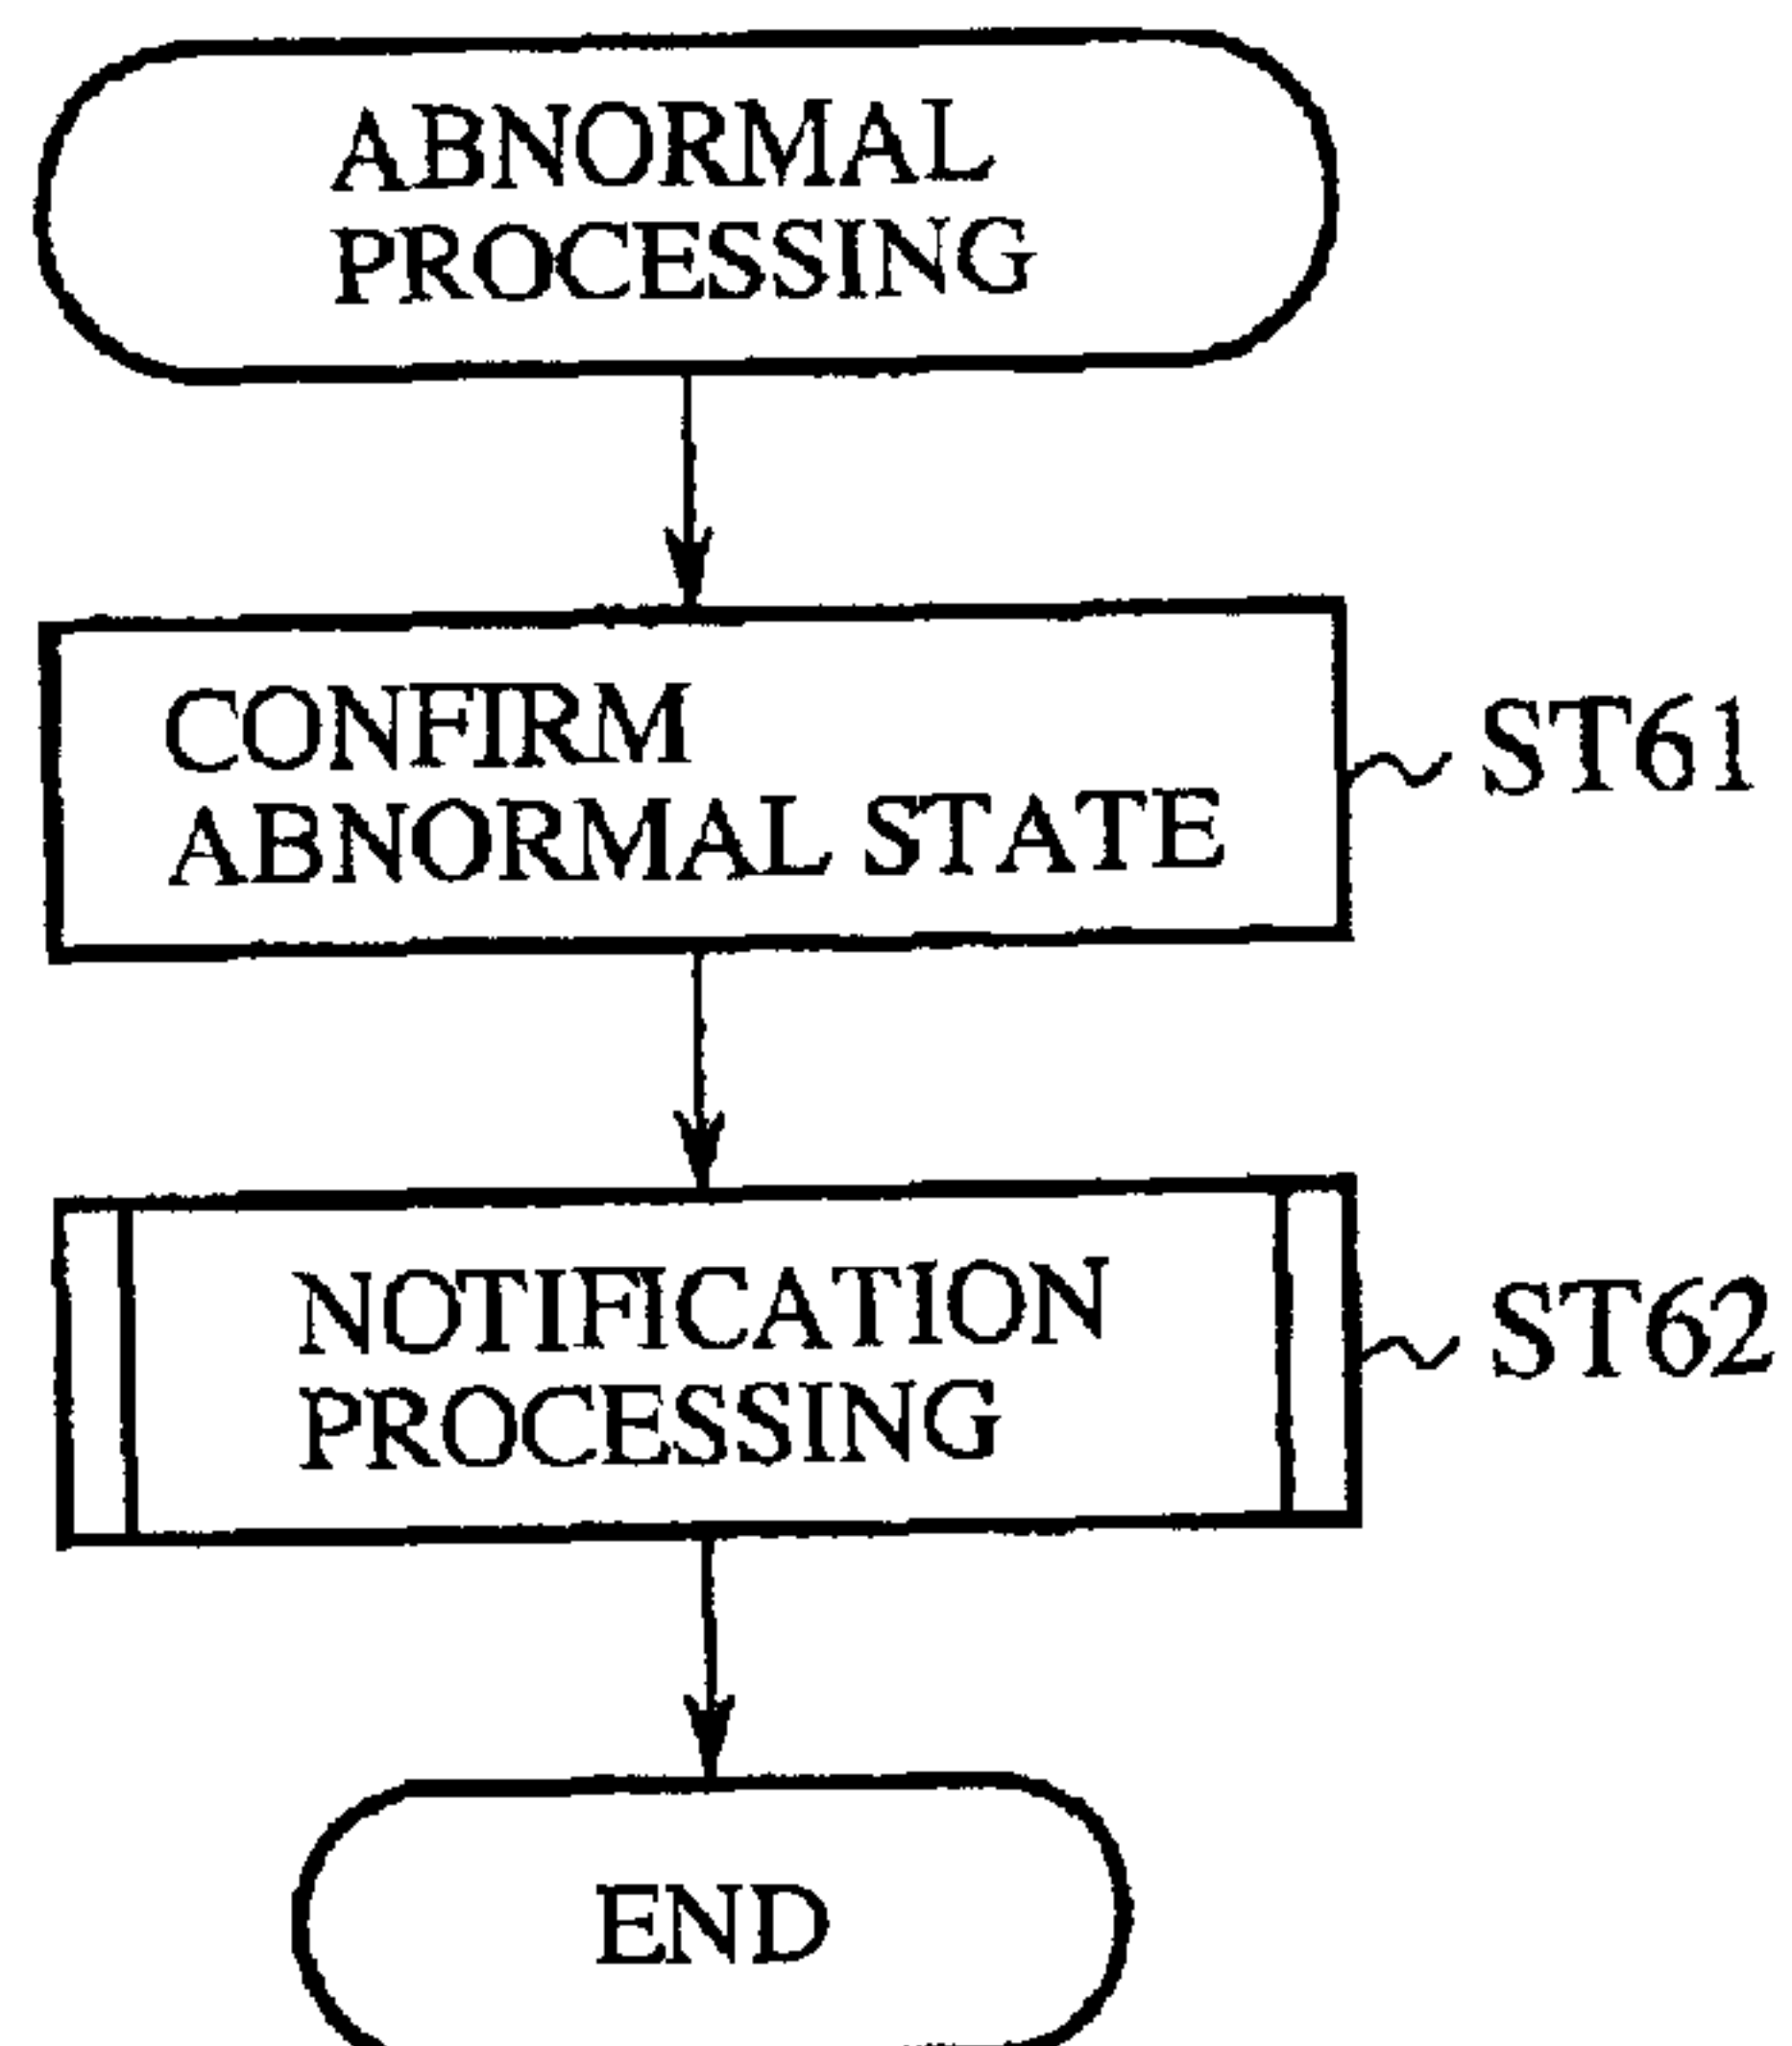 ABNORMAL
PROCESSING
CONFIRM
ABNORMAL STATE
ST61
NOTIFICATION
PROCESSING
ST62
END